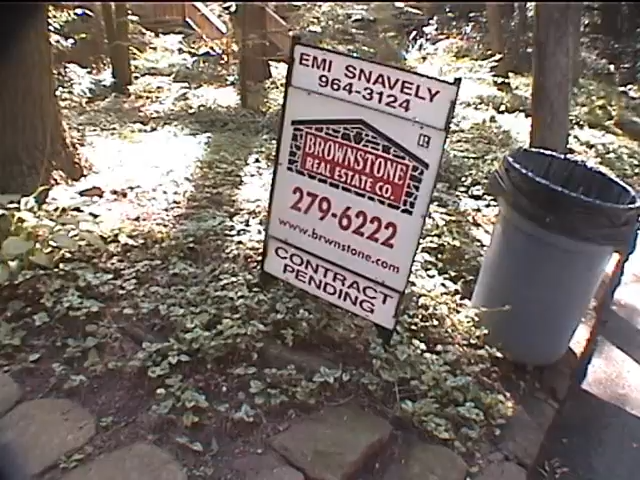 EMI SNAVELY
964-3124
BROWNSTONE
REAL ESTATE CO.
279-6222
www.brwnstone.com
CONTRACT
PENDING